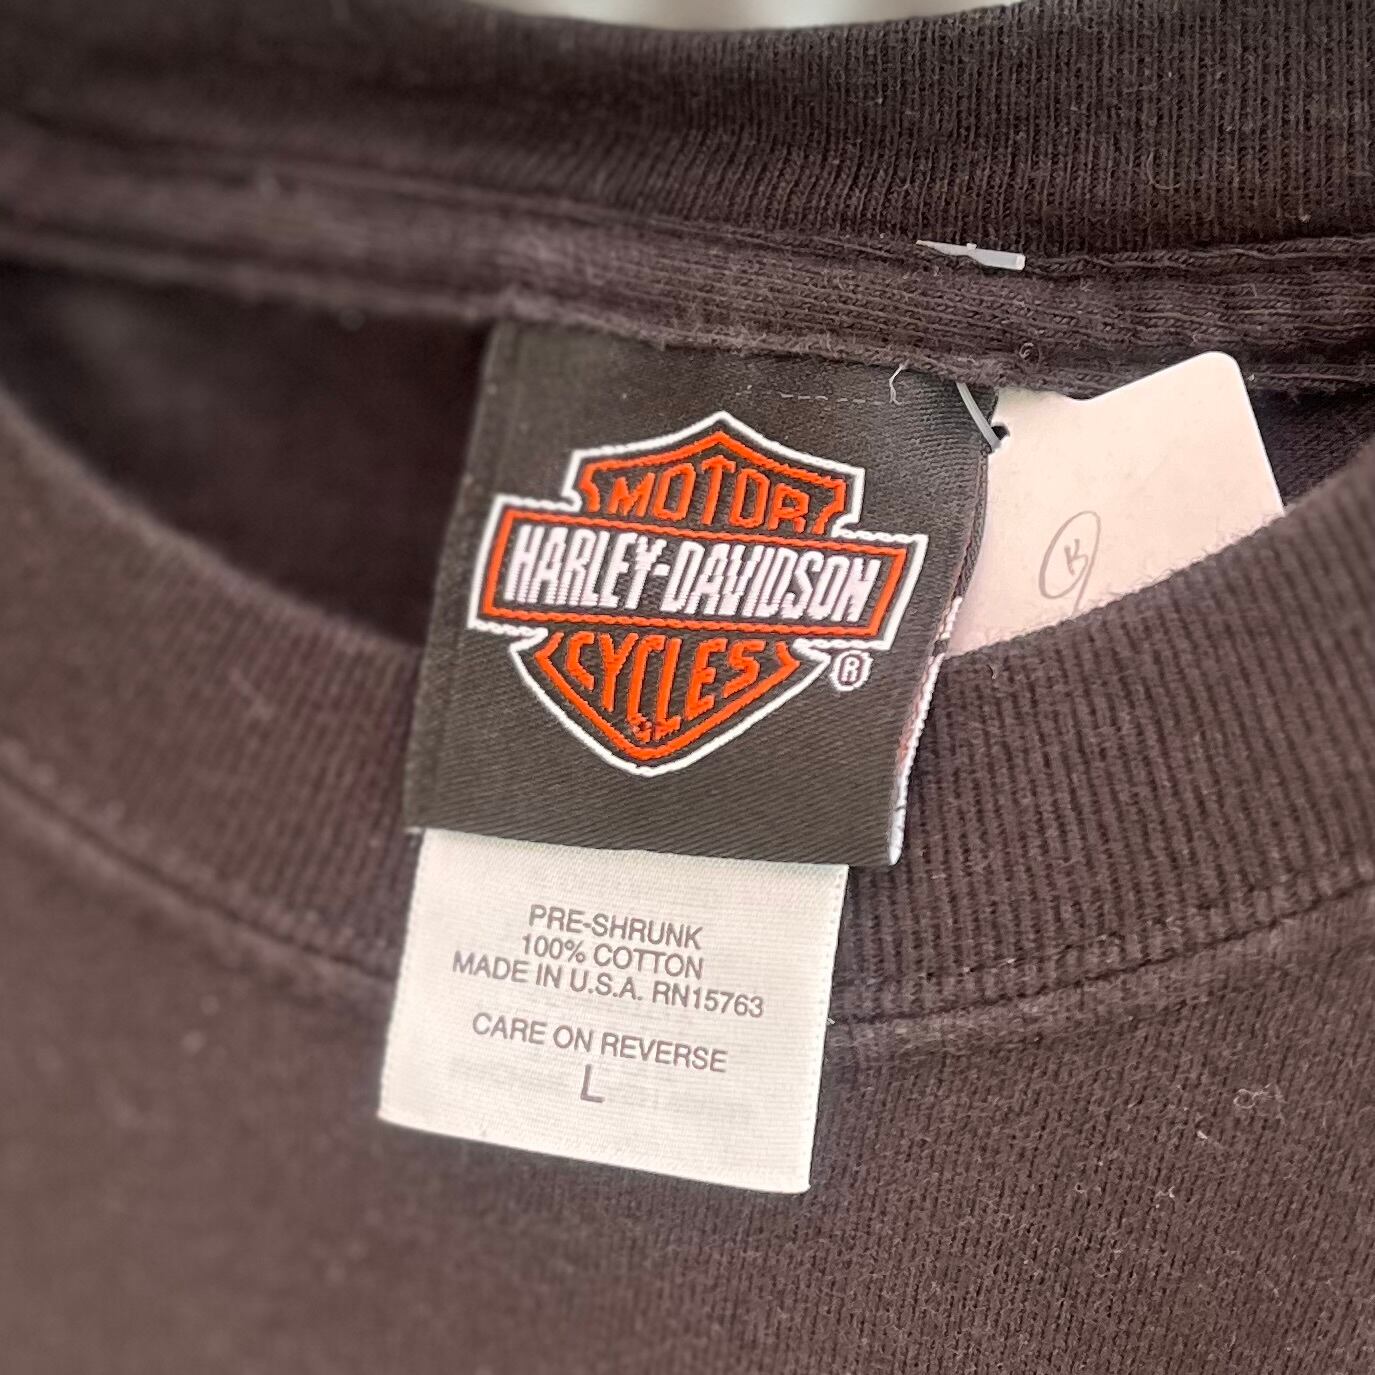 MOTOR
HARLEY-DAVIDSON
CYCLES
®
PRE-SHRUNK
100% COTTON
MADE IN U.S.A. RN15763
CARE ON REVERSE
L
K